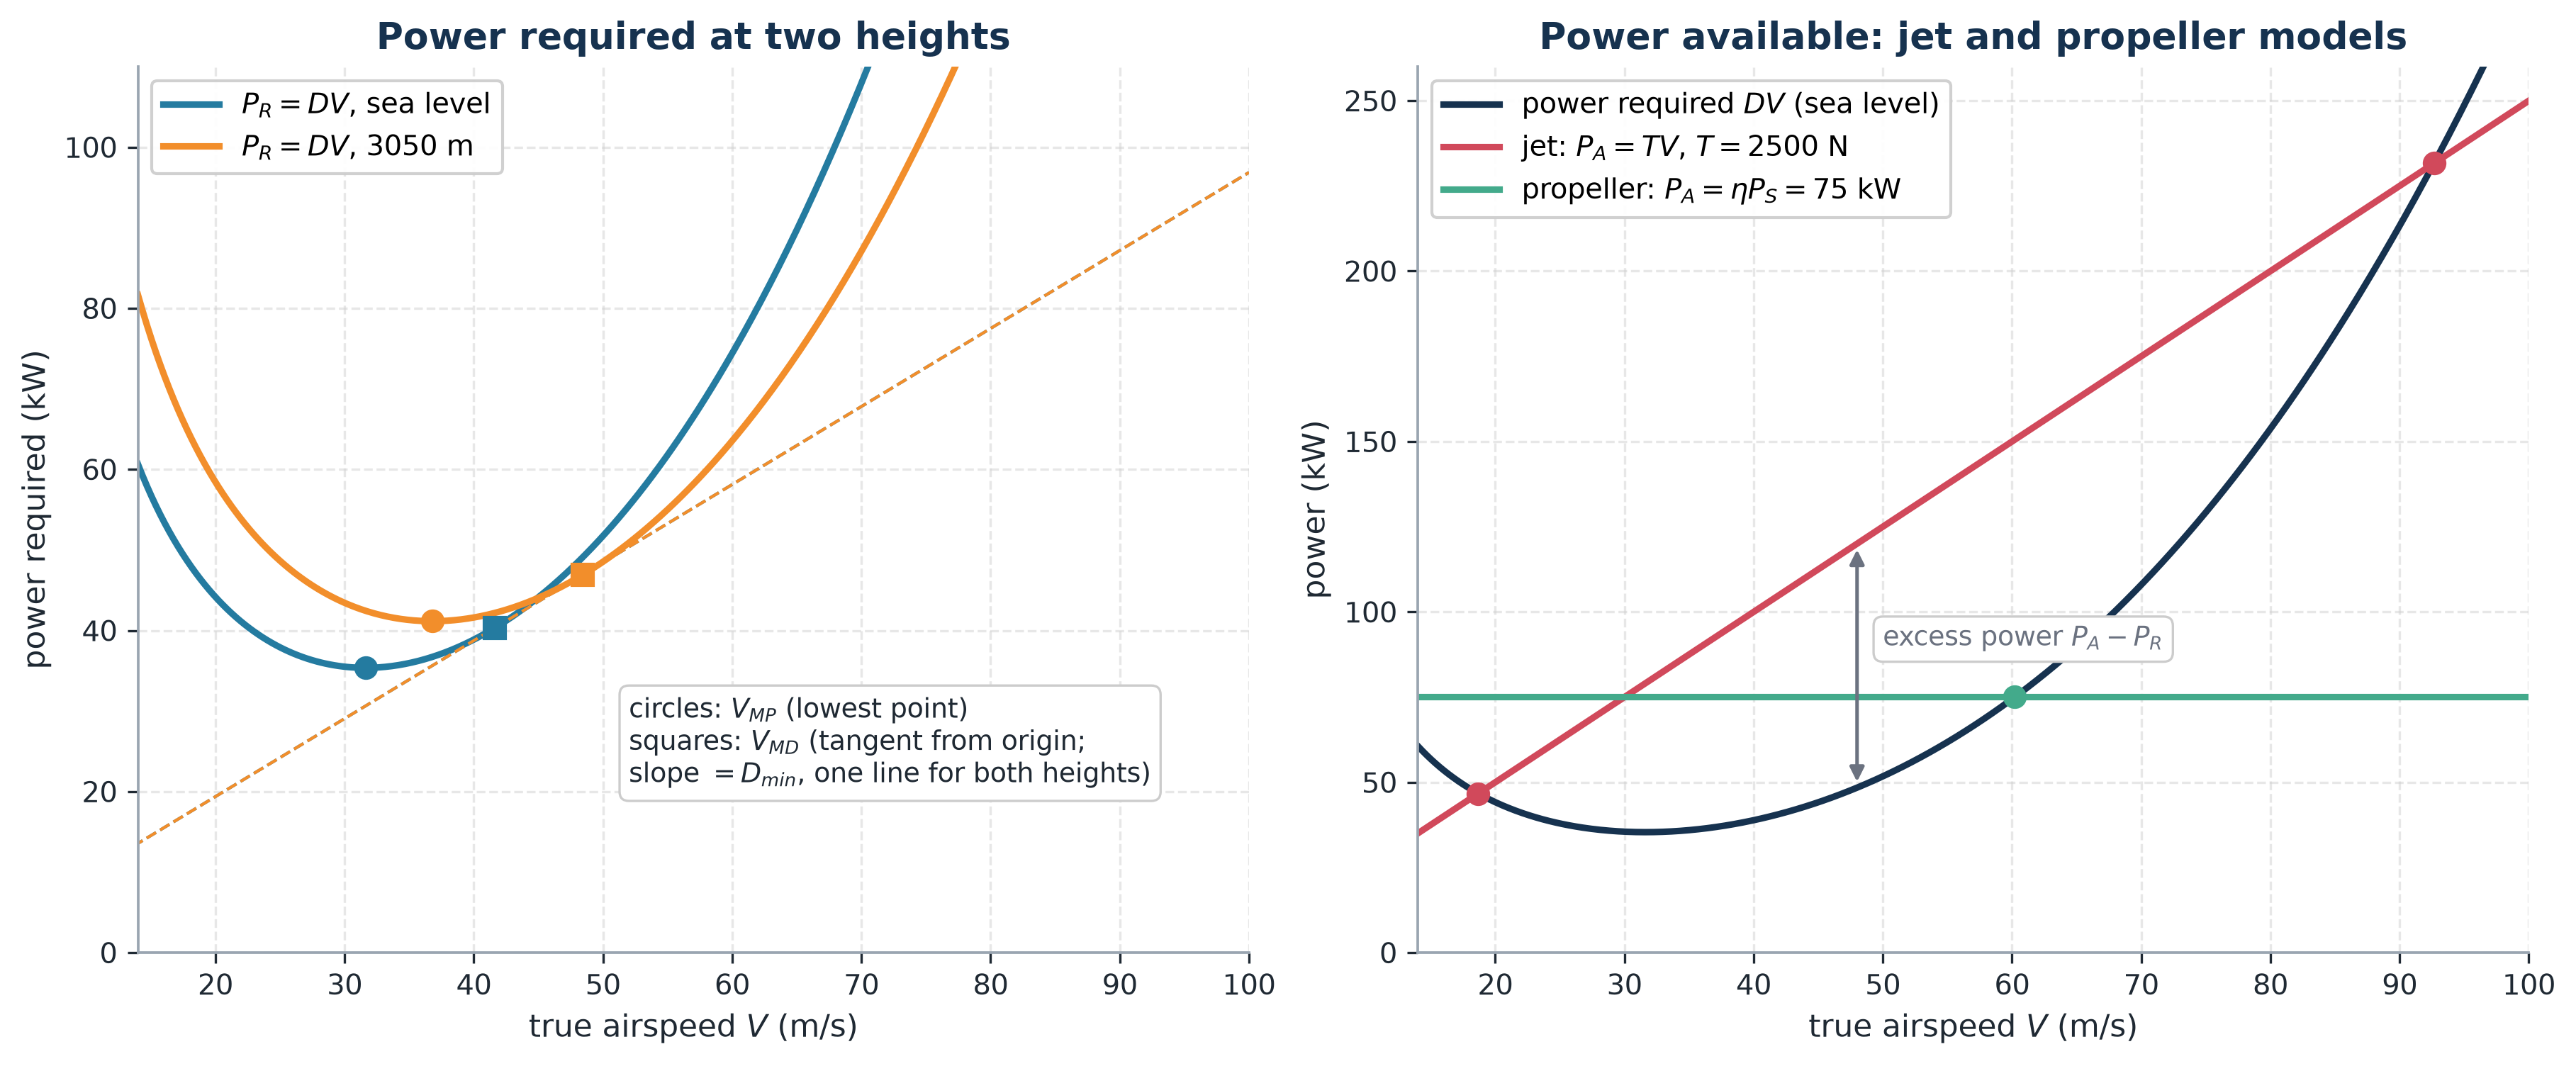 Power required at two heights
P_R = DV, sea level
P_R = DV, 3050 m
100
80
60
40
20
0
power required (kW)
circles: V_MP (lowest point)
squares: V_MD (tangent from origin;
slope = D_min, one line for both heights)
20 30 40 50 60 70 80 90 100
true airspeed V (m/s)
Power available: jet and propeller models
power required DV (sea level)
jet: P_A = TV, T = 2500 N
propeller: P_A = ηP_S = 75 kW
250
200
150
100
50
0
power (kW)
excess power P_A − P_R
20 30 40 50 60 70 80 90 100
true airspeed V (m/s)